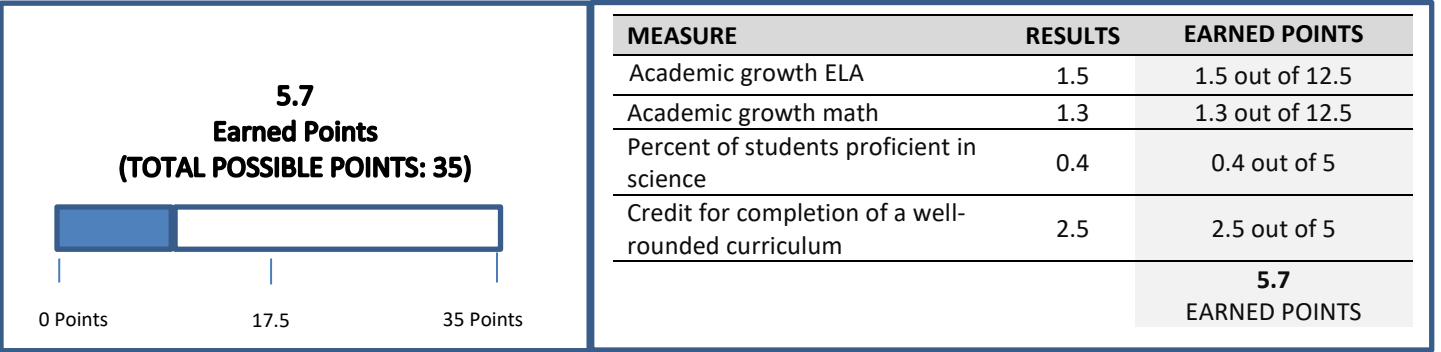 5.7
Earned Points
(TOTAL POSSIBLE POINTS: 35)
0 Points 17.5 35 Points
MEASURE RESULTS EARNED POINTS
Academic growth ELA 1.5 1.5 out of 12.5
Academic growth math 1.3 1.3 out of 12.5
Percent of students proficient in
science 0.4 0.4 out of 5
Credit for completion of a well-
rounded curriculum 2.5 2.5 out of 5
5.7
EARNED POINTS